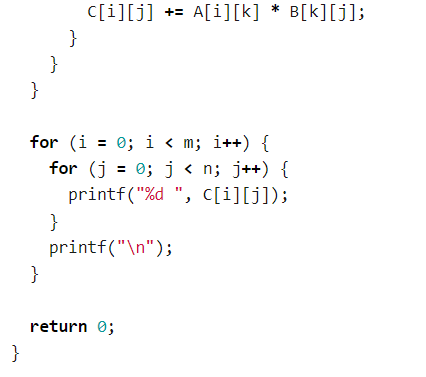 C[i][j] += A[i][k] * B[k][j];
      }
    }
  }

  for (i = 0; i < m; i++) {
    for (j = 0; j < n; j++) {
      printf("%d ", C[i][j]);
    }
    printf("\n");
  }

  return 0;
}